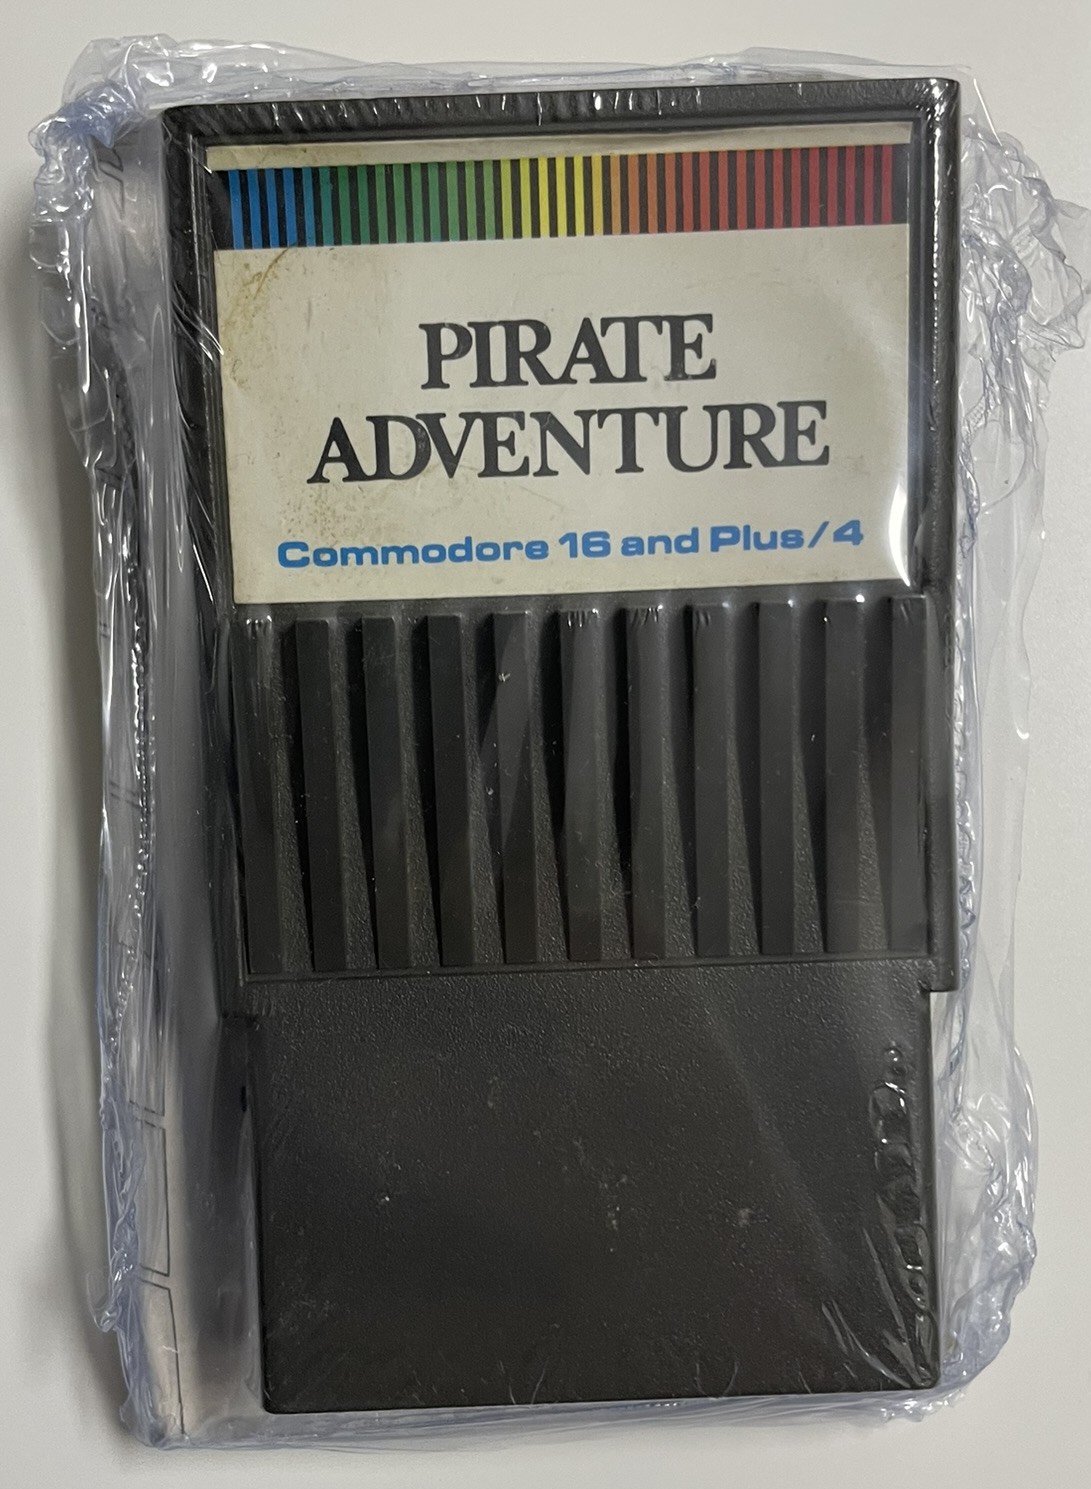 PIRATE
ADVENTURE
Commodore 16 and Plus/4